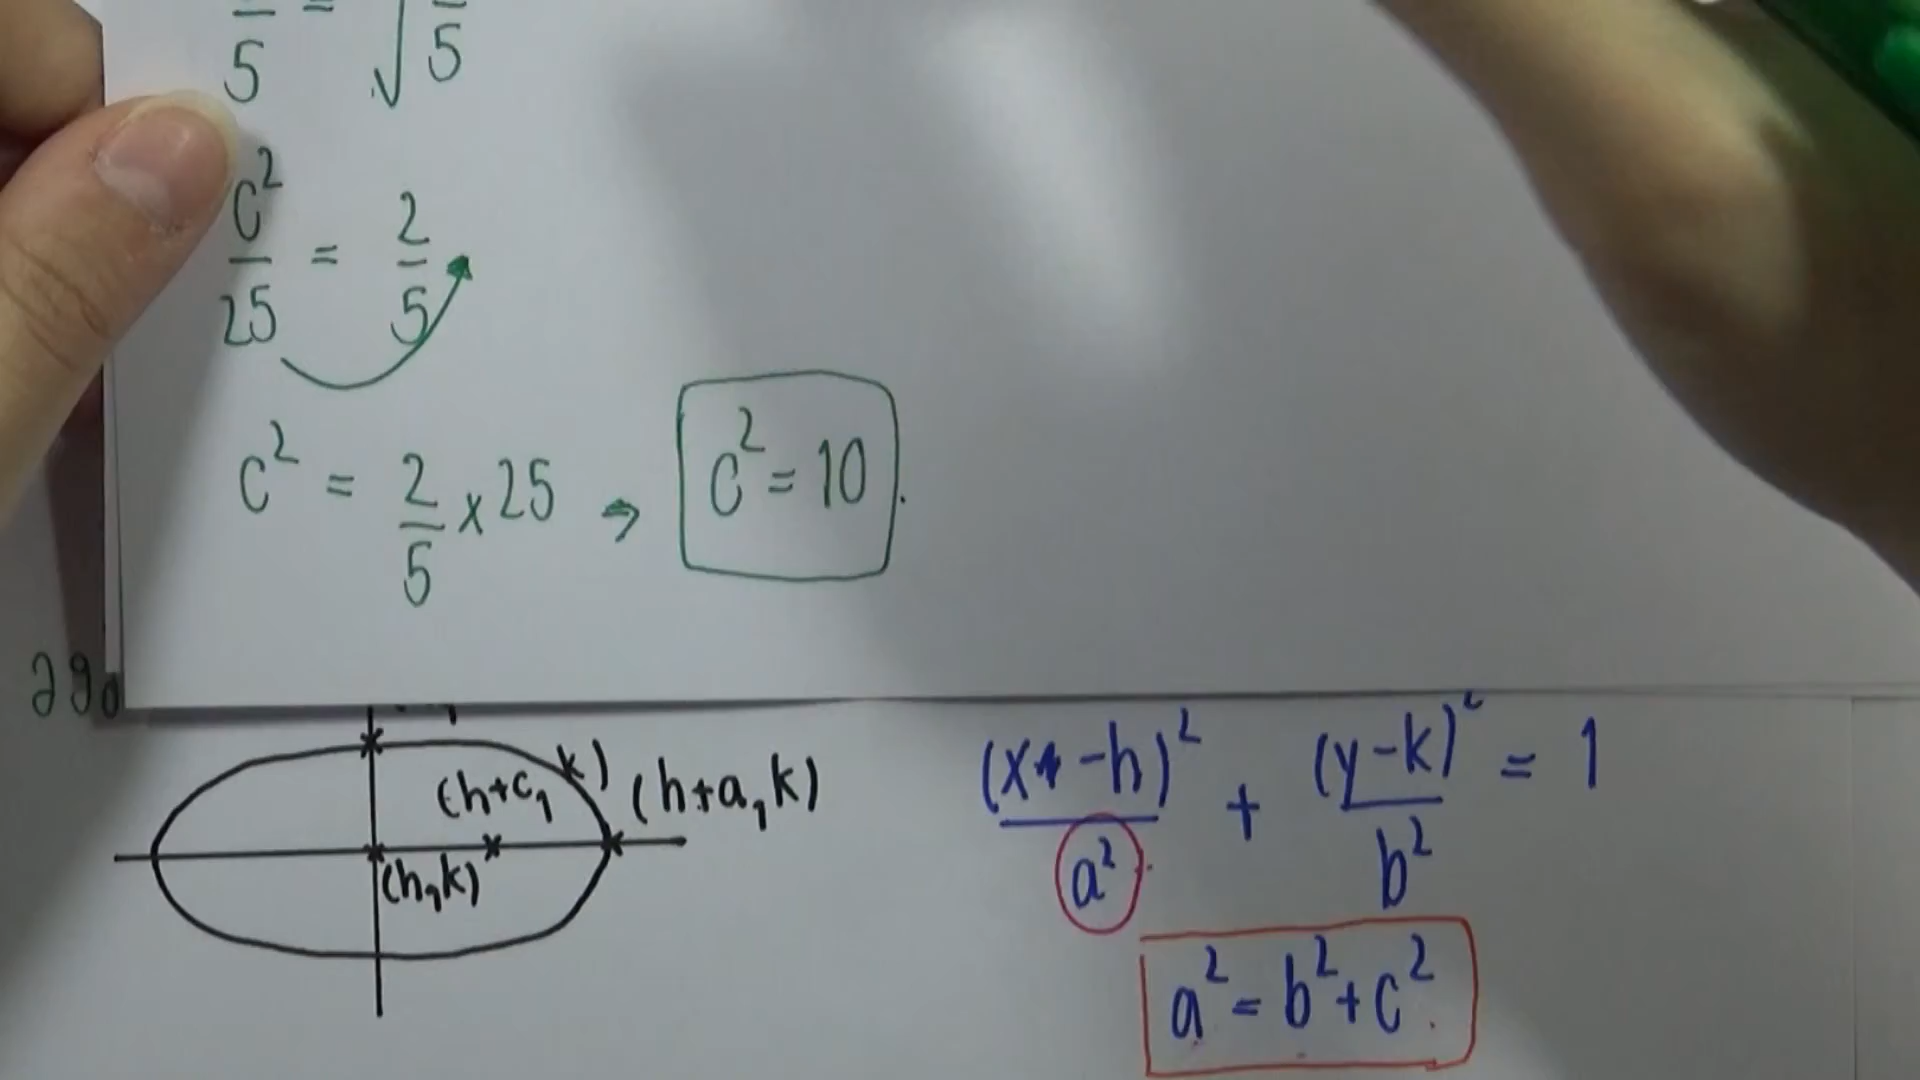 5 = √5
c²/25 = 2/5
c² = 2/5 × 25 → c² = 10.
(h+c, k) (h+a, k)
(h, k)
(x-h)²/a² + (y-k)²/b² = 1
a² = b² + c²